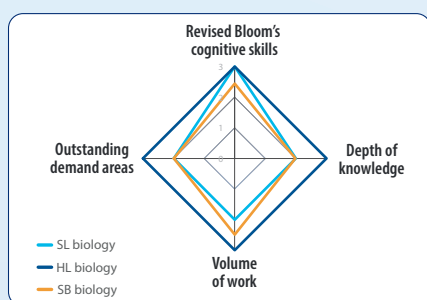 Revised Bloom's
cognitive skills
3
1
0
Outstanding
demand areas
Depth of
knowledge
SL biology
HL biology
SB biology
Volume
of work